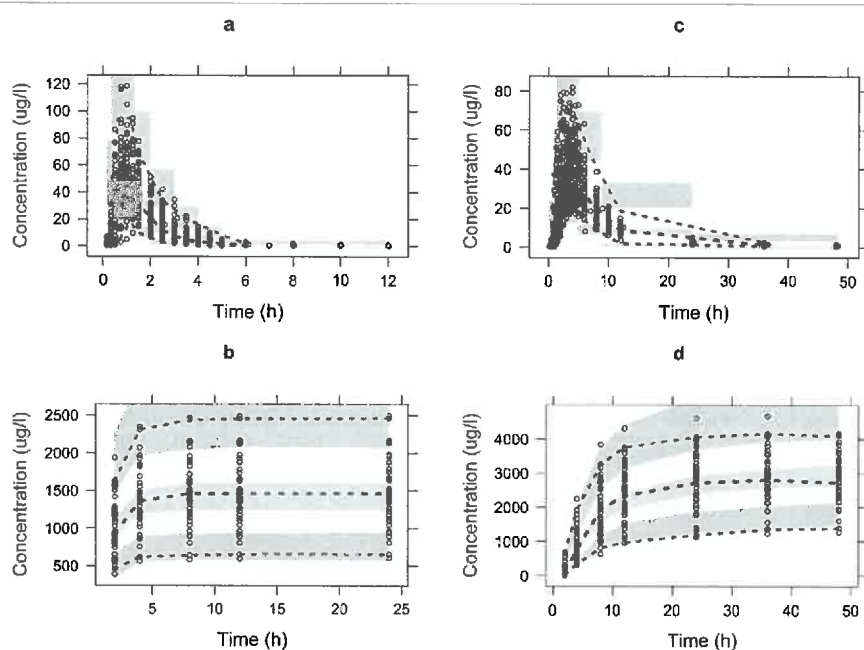 a
Concentration (ug/l)
120
100
80
60
40
20
0
0 2 4 6 8 10 12
Time (h)
c
Concentration (ug/l)
80
60
40
20
0
0 10 20 30 40 50
Time (h)
b
Concentration (ug/l)
2500
2000
1500
1000
500
5 10 15 20 25
Time (h)
d
Concentration (ug/l)
4000
3000
2000
1000
0
0 10 20 30 40 50
Time (h)